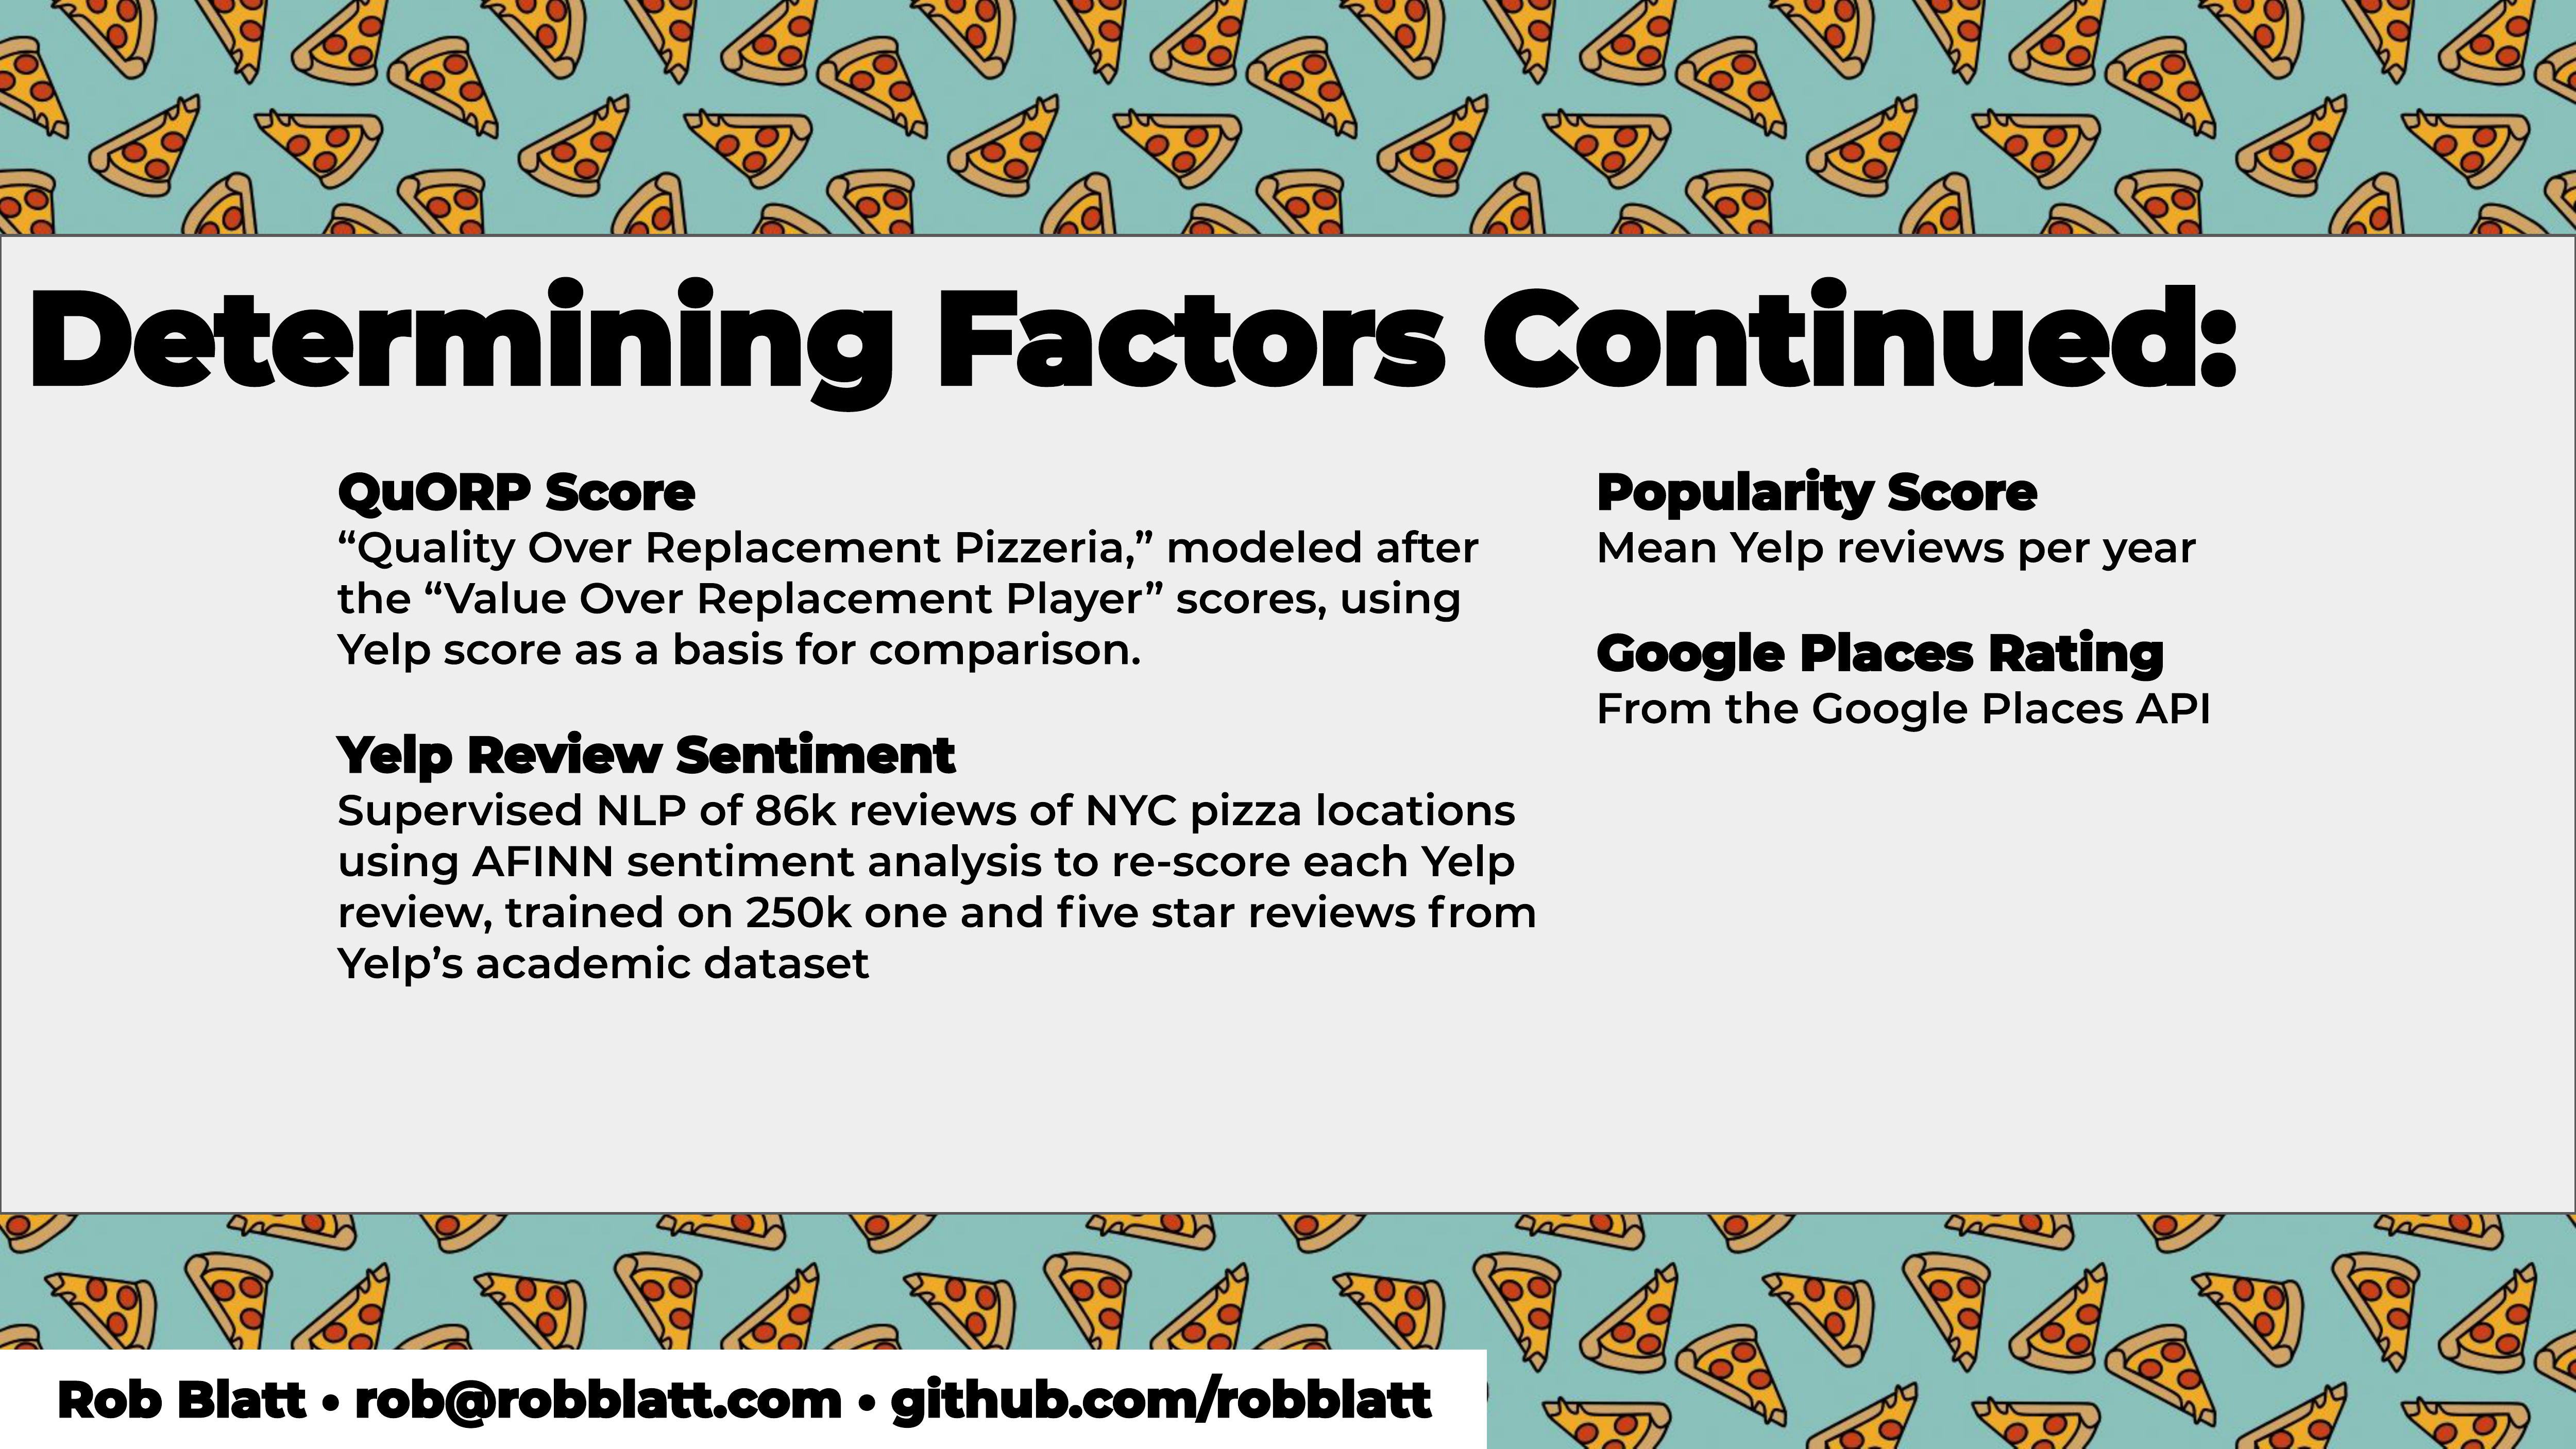 Determining Factors Continued:
QuORP Score
“Quality Over Replacement Pizzeria,” modeled after
the “Value Over Replacement Player” scores, using
Yelp score as a basis for comparison.
Yelp Review Sentiment
Supervised NLP of 86k reviews of NYC pizza locations
using AFINN sentiment analysis to re-score each Yelp
review, trained on 250k one and five star reviews from
Yelp’s academic dataset
Popularity Score
Mean Yelp reviews per year
Google Places Rating
From the Google Places API
Rob Blatt • rob@robblatt.com • github.com/robblatt